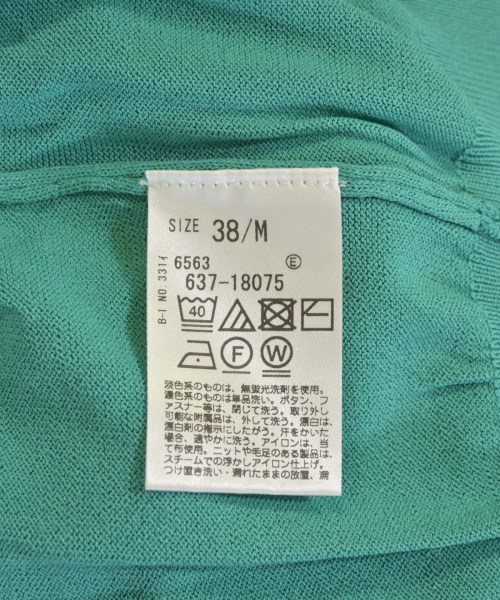 SIZE 38/M
B-I NO. 3314
6563 E
637-18075
40
F W
淡色系のものは、無蛍光洗剤を使用。
濃色系のものは単品洗い。ボタン、フ
ァスナー等は、閉じて洗う。取り外し
可能な附属品は、外して洗う。漂白は、
漂白剤の指示にしたがう。汗をかいた
場合、速やかに洗う。アイロンは、当
て布使用。ニットや毛足のある製品は、
スチームでの浮かしアイロン仕上げ。
つけ置き洗い・濡れたままの放置、濡